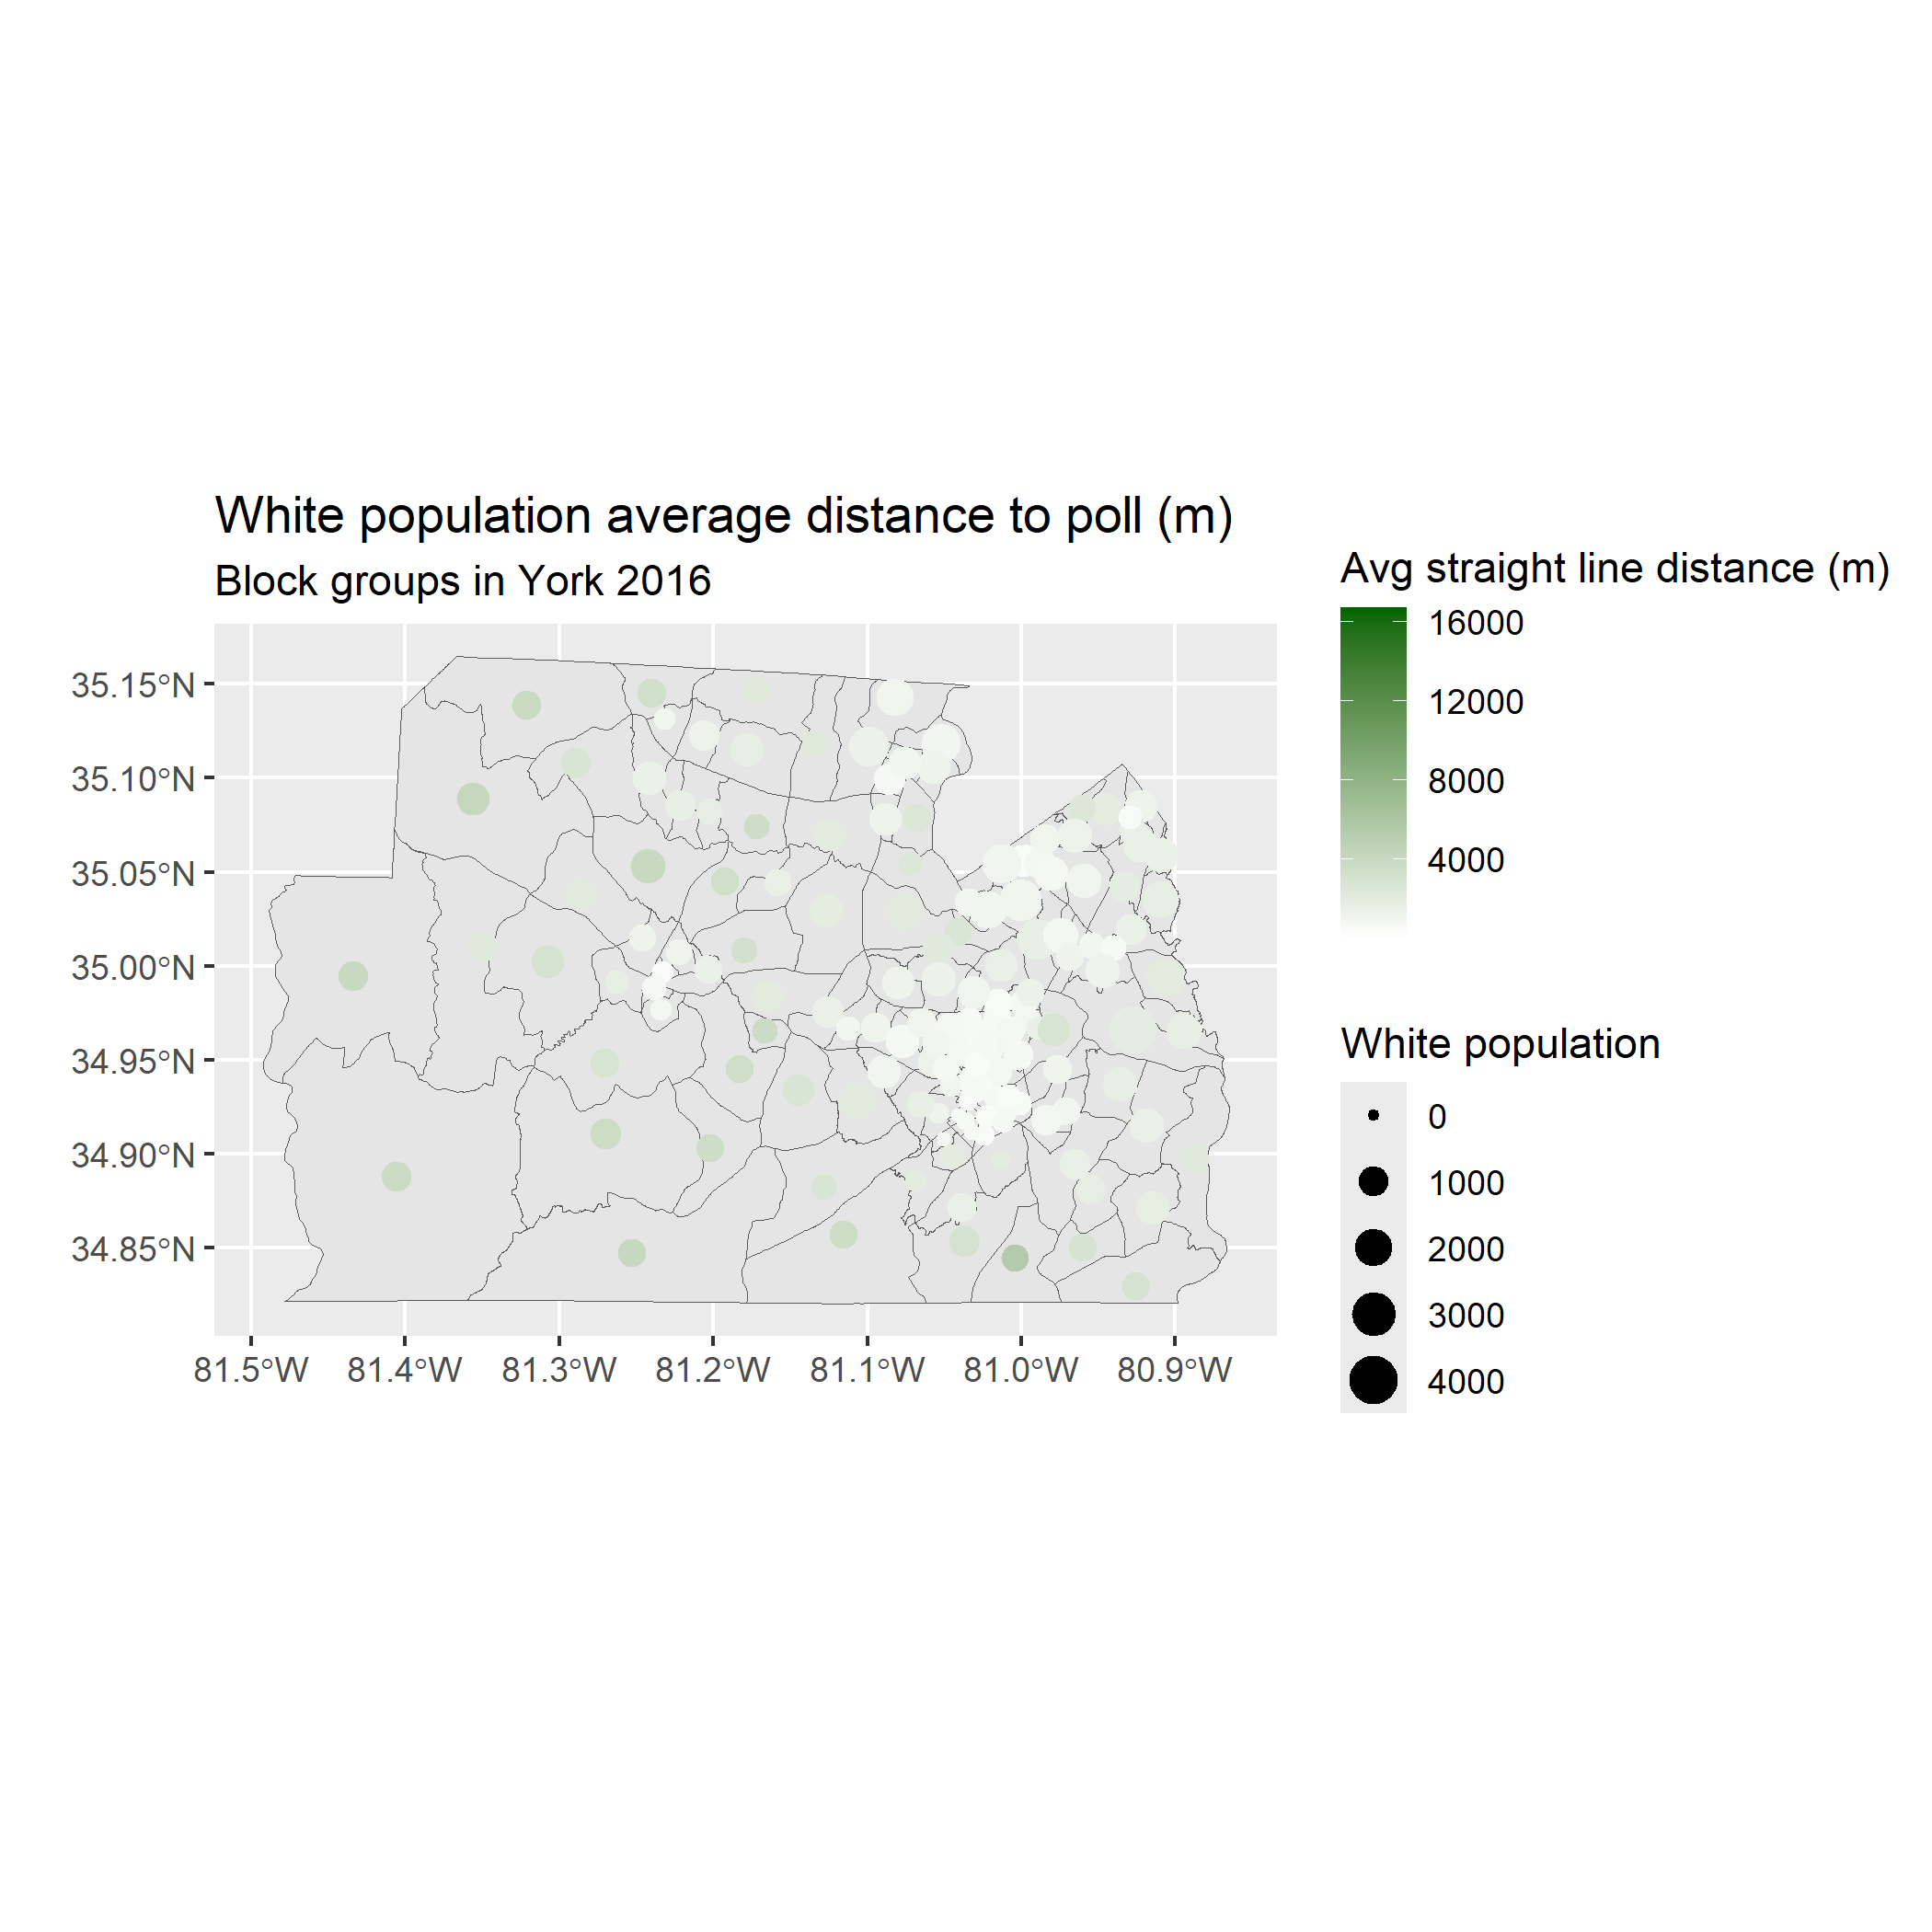 White population average distance to poll (m)
Block groups in York 2016
35.15°N
35.10°N
35.05°N
35.00°N
34.95°N
34.90°N
34.85°N
81.5°W 81.4°W 81.3°W 81.2°W 81.1°W 81.0°W 80.9°W
Avg straight line distance (m)
16000
12000
8000
4000
White population
0
1000
2000
3000
4000